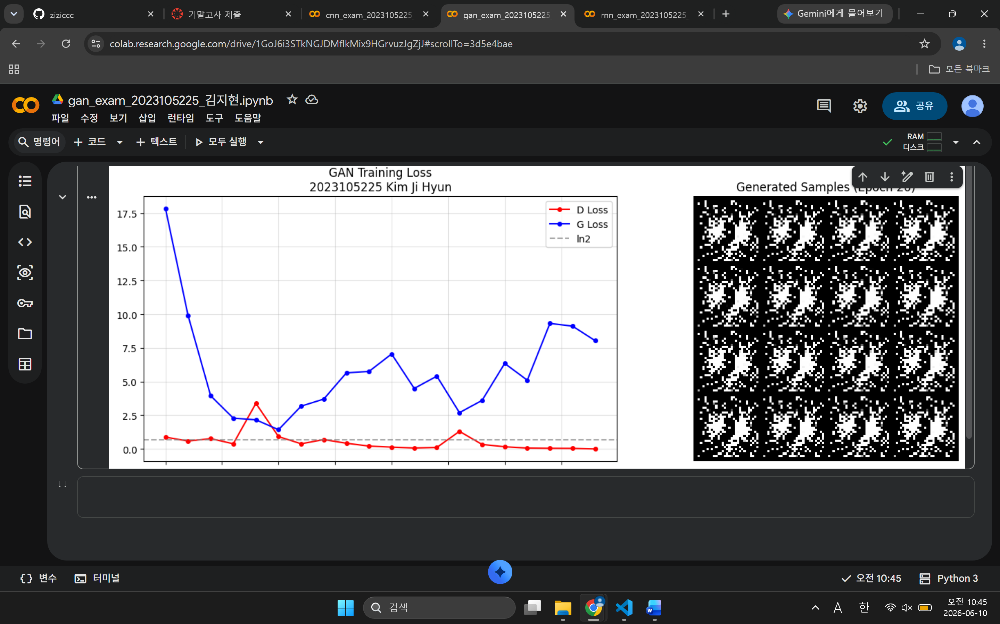 ziziccc
기말고사 제출
cnn_exam_2023105225_
gan_exam_2023105225_
rnn_exam_2023105225_
Gemini에게 물어보기
colab.research.google.com/drive/1GoJ6i3STkNGJDMflkMix9HGrvuzJgZjJ#scrollTo=3d5e4bae
모든 북마크
gan_exam_2023105225_김지현.ipynb
파일 수정 보기 삽입 런타임 도구 도움말
공유
명령어 + 코드 + 텍스트 모두 실행
RAM
디스크
GAN Training Loss
2023105225 Kim Ji Hyun
Generated Samples (Epoch 20)
D Loss
G Loss
ln2
17.5
15.0
12.5
10.0
7.5
5.0
2.5
0.0
[ ]
변수
터미널
오전 10:45
Python 3
검색
A
한
오전 10:45
2026-06-10